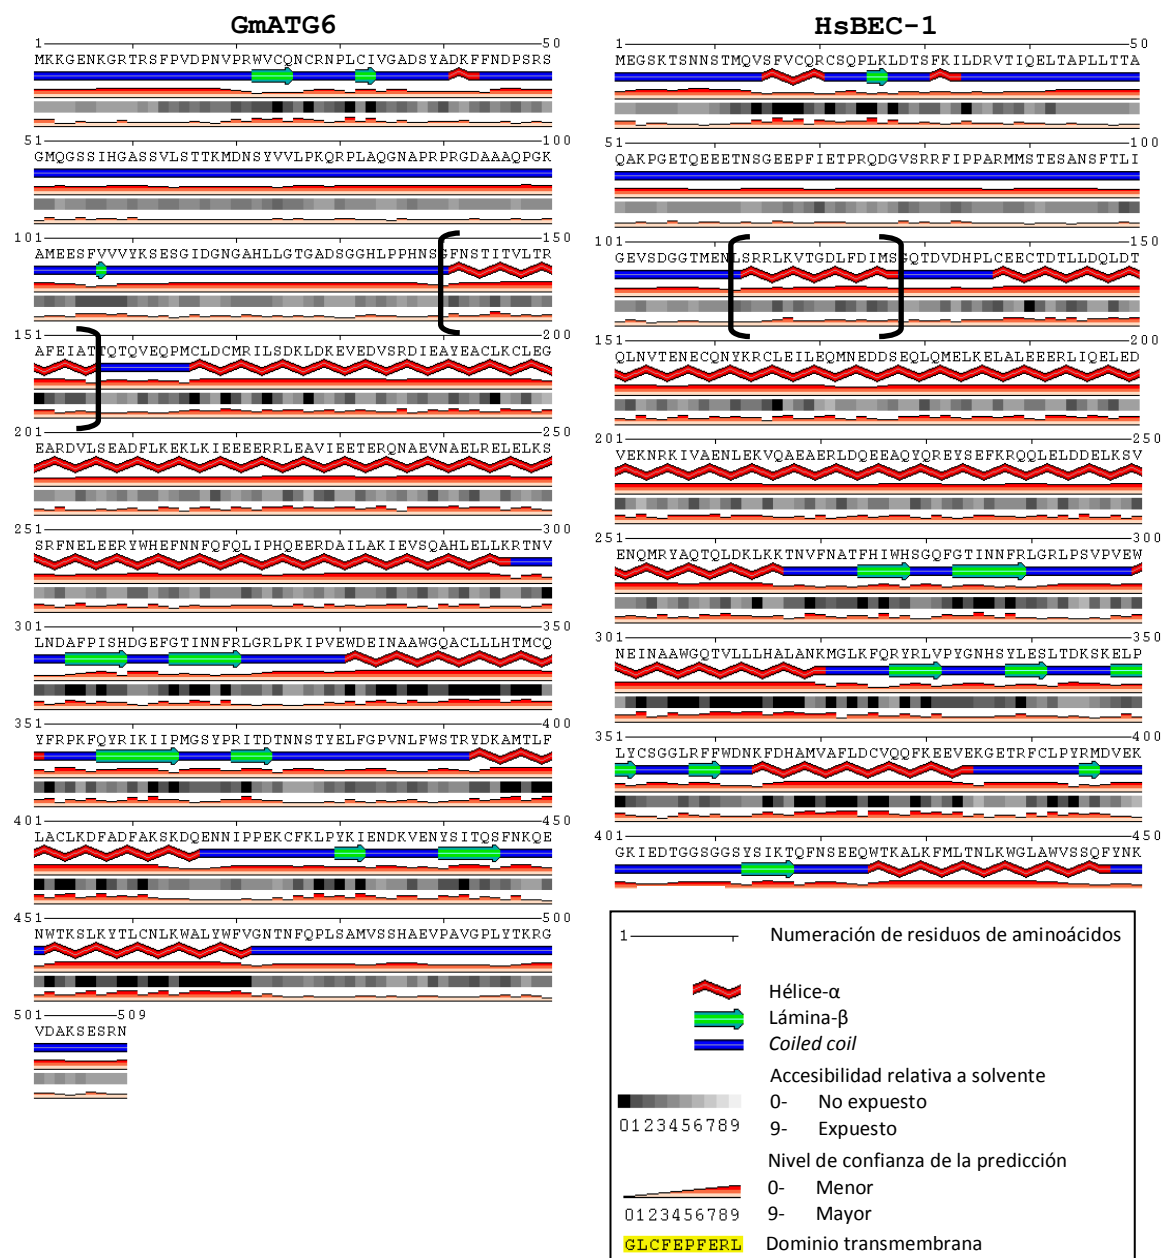 GmATG6
1 50
MKKGENKGRTRSFPVDPNVPRWVCQNCRNPLCIVGADSYADKFFNDPSRS
51 100
GMQGSSIHGASSVLSTTKMDNSYVVLPKQRPLAQGNAPRPRGDAAAQPGK
101 150
AMEESFVVVYKSESGIDGNGAHLLGTGADSGGHLPPHNSGFNSTITVLTR
151 200
AFEIATTQTQVEQPMCLDCMRILSDKLDKEVEDVSRDIEAYEACLKCLEG
201 250
EARDVLSEADFLKEKLKIEEEERRLEAVIEETERQNAEVNAELRELELKS
251 300
SRFNELEERYWHEFNNFQFQLIPHQEERDAILAKIEVSQAHLELLKRTNV
301 350
LNDAFPISHDGEFGTINNFRLGRLPKIPVEWDEINAAWGQACLLLHTMCQ
351 400
YFRPKFQYRIKIIPMGSYPRITDTNNSTYELFGPVNLFWSTRYDKAMTLF
401 450
LACLKDFADFAKSKDQENNIPPEKCFKLPYKIENDKVENYSITQSFNKQE
451 500
NWTKSLKYTLCNLKWALYWFVGNTNFQPLSAMVSSHAEVPAVGPLYTKRG
501 509
VDAKSESRN
HsBEC-1
1 50
MEGSKTSNNSTMQVSFVCQRCSQPLKLDTSFKILDRVTIQELTAPLLTTA
51 100
QAKPGETQEEETNSGEEPFIETPRQDGVSRRFIPPARMMSTESANSFTLI
101 150
GEVSDGGTMENLSRRLKVTGDLFDIMSGQTDVDHPLCEECTDTLLDQLDT
151 200
QLNVTENECQNYKRCLEILEQMNEDDSEQLQMELKELALEEERLIQELED
201 250
VEKNRKIVAENLEKVQAEAERLDQEEAQYQREYSEFKRQQLELDDELKSV
251 300
ENQMRYAQTQLDKLKKTNVFNATFHIWHSGQFGTINNFRLGRLPSVPVEW
301 350
NEINAAWGQTVLLLHALANKMGLKFQRYRLVPYGNHSYLESLTDKSKELP
351 400
LYCSGGLRFFWDNKFDHAMVAFLDCVQQFKEEVEKGETRFCLPYRMDVEK
401 450
GKIEDTGGSGGSYSIKTQFNSEEQWTKALKFMLTNLKWGLAWVSSQFYNK
1 Numeración de residuos de aminoácidos
Hélice-α
Lámina-β
Coiled coil
Accesibilidad relativa a solvente
0- No expuesto
0123456789 9- Expuesto
Nivel de confianza de la predicción
0- Menor
0123456789 9- Mayor
GLCFEPFERL Dominio transmembrana